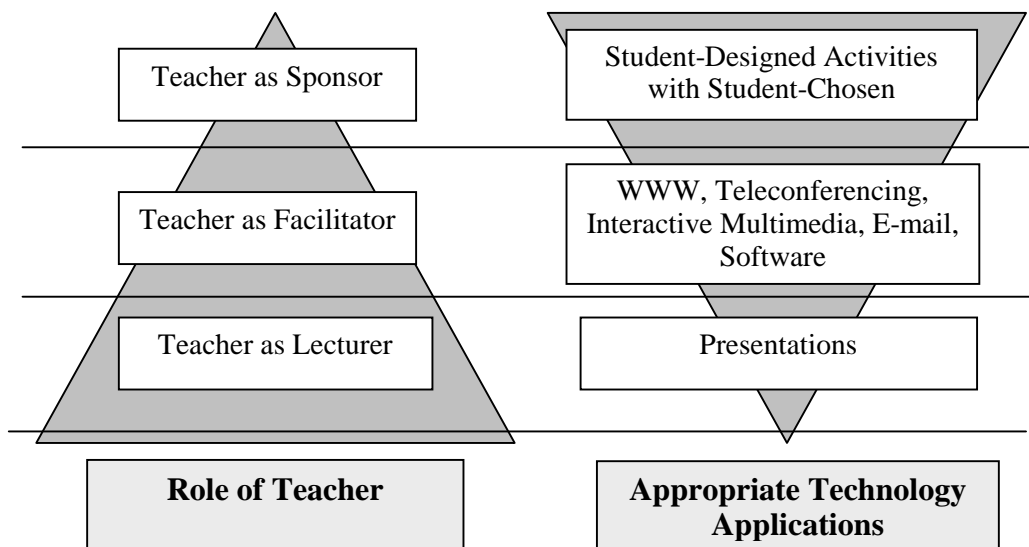 Teacher as Sponsor
Student-Designed Activities
with Student-Chosen
Teacher as Facilitator
WWW, Teleconferencing,
Interactive Multimedia, E-mail,
Software
Teacher as Lecturer
Presentations
Role of Teacher
Appropriate Technology
Applications